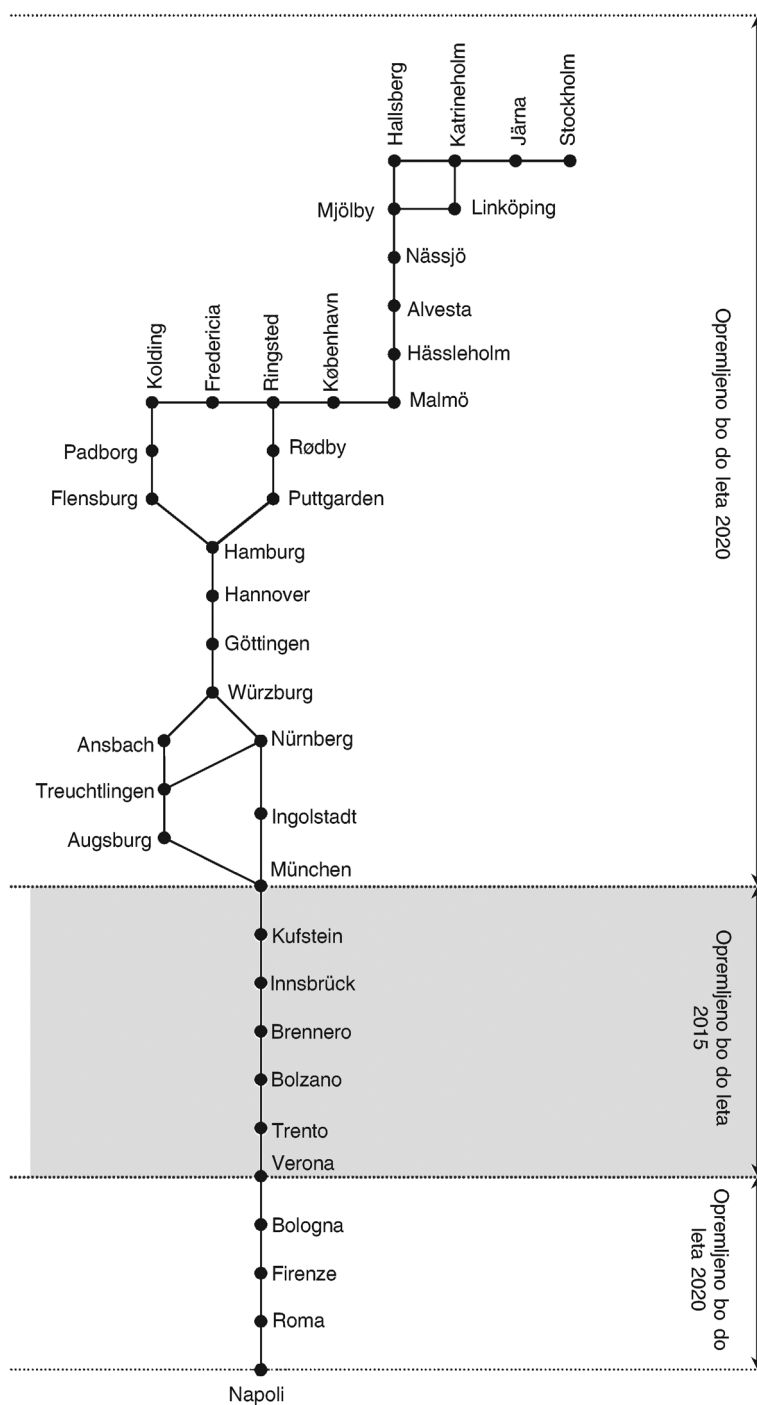 Hallsberg
Katrineholm
Järna
Stockholm
Mjölby
Linköping
Nässjö
Alvesta
Hässleholm
Malmö
Kolding
Fredericia
Ringsted
København
Padborg
Rødby
Flensburg
Puttgarden
Hamburg
Hannover
Göttingen
Würzburg
Ansbach
Nürnberg
Treuchtlingen
Ingolstadt
Augsburg
München
Opremljeno bo do leta 2020
Kufstein
Innsbrück
Brennero
Bolzano
Trento
Verona
Opremljeno bo do leta
2015
Bologna
Firenze
Roma
Napoli
Opremljeno bo do
leta 2020